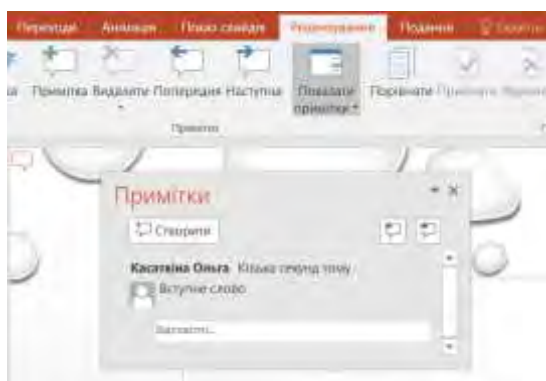 Переходи Анімація Показ слайдів Рецензування Подання
Примітка Видалити Попередня Наступна Показати Порівняти Прийняти
примітки
Примітки
Примітки
Створити
Касаткіна Ольга Кілька секунд тому
Вступне слово